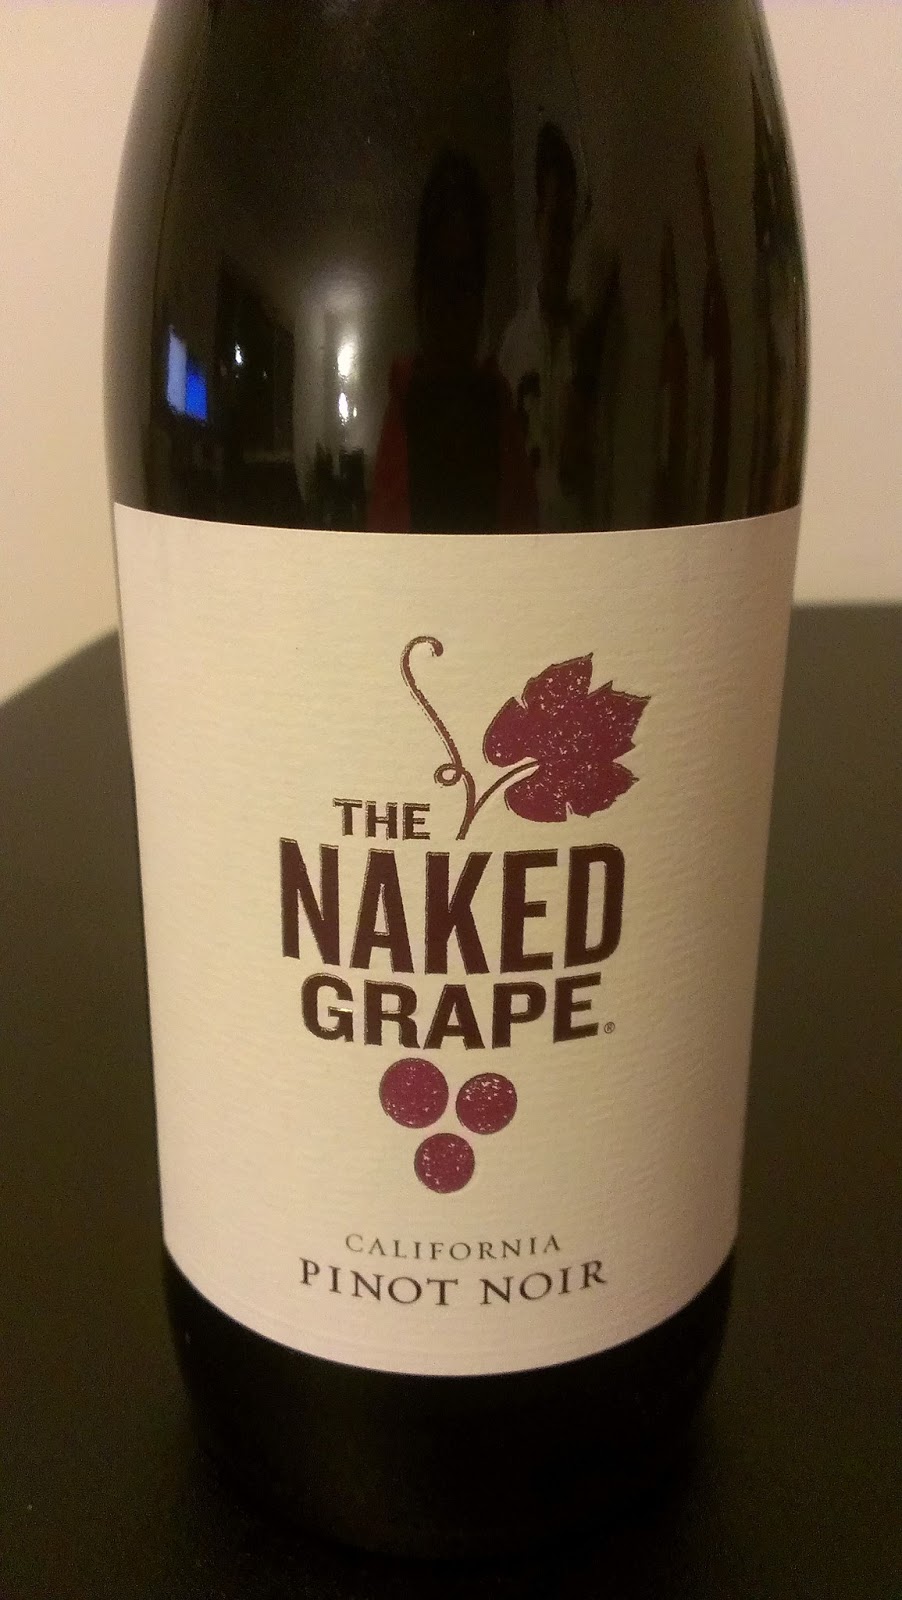 THE
NAKED
GRAPE®
CALIFORNIA
PINOT NOIR